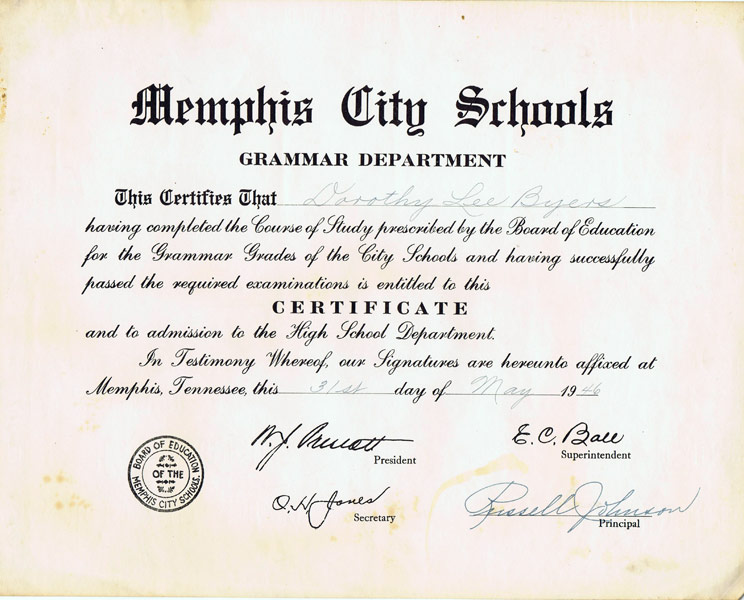 Memphis City Schools
GRAMMAR DEPARTMENT
This Certifies That Dorothy Lee Byers
having completed the Course of Study prescribed by the Board of Education
for the Grammar Grades of the City Schools and having successfully
passed the required examinations is entitled to this
CERTIFICATE
and to admission to the High School Department.
In Testimony Whereof, our Signatures are hereunto affixed at
Memphis, Tennessee, this 31st day of May 1946
BOARD OF EDUCATION
OF THE
MEMPHIS CITY SCHOOLS.
W. J.
President
E. C. Ball
Superintendent
O. H. Jones
Secretary
Russell Johnson
Principal